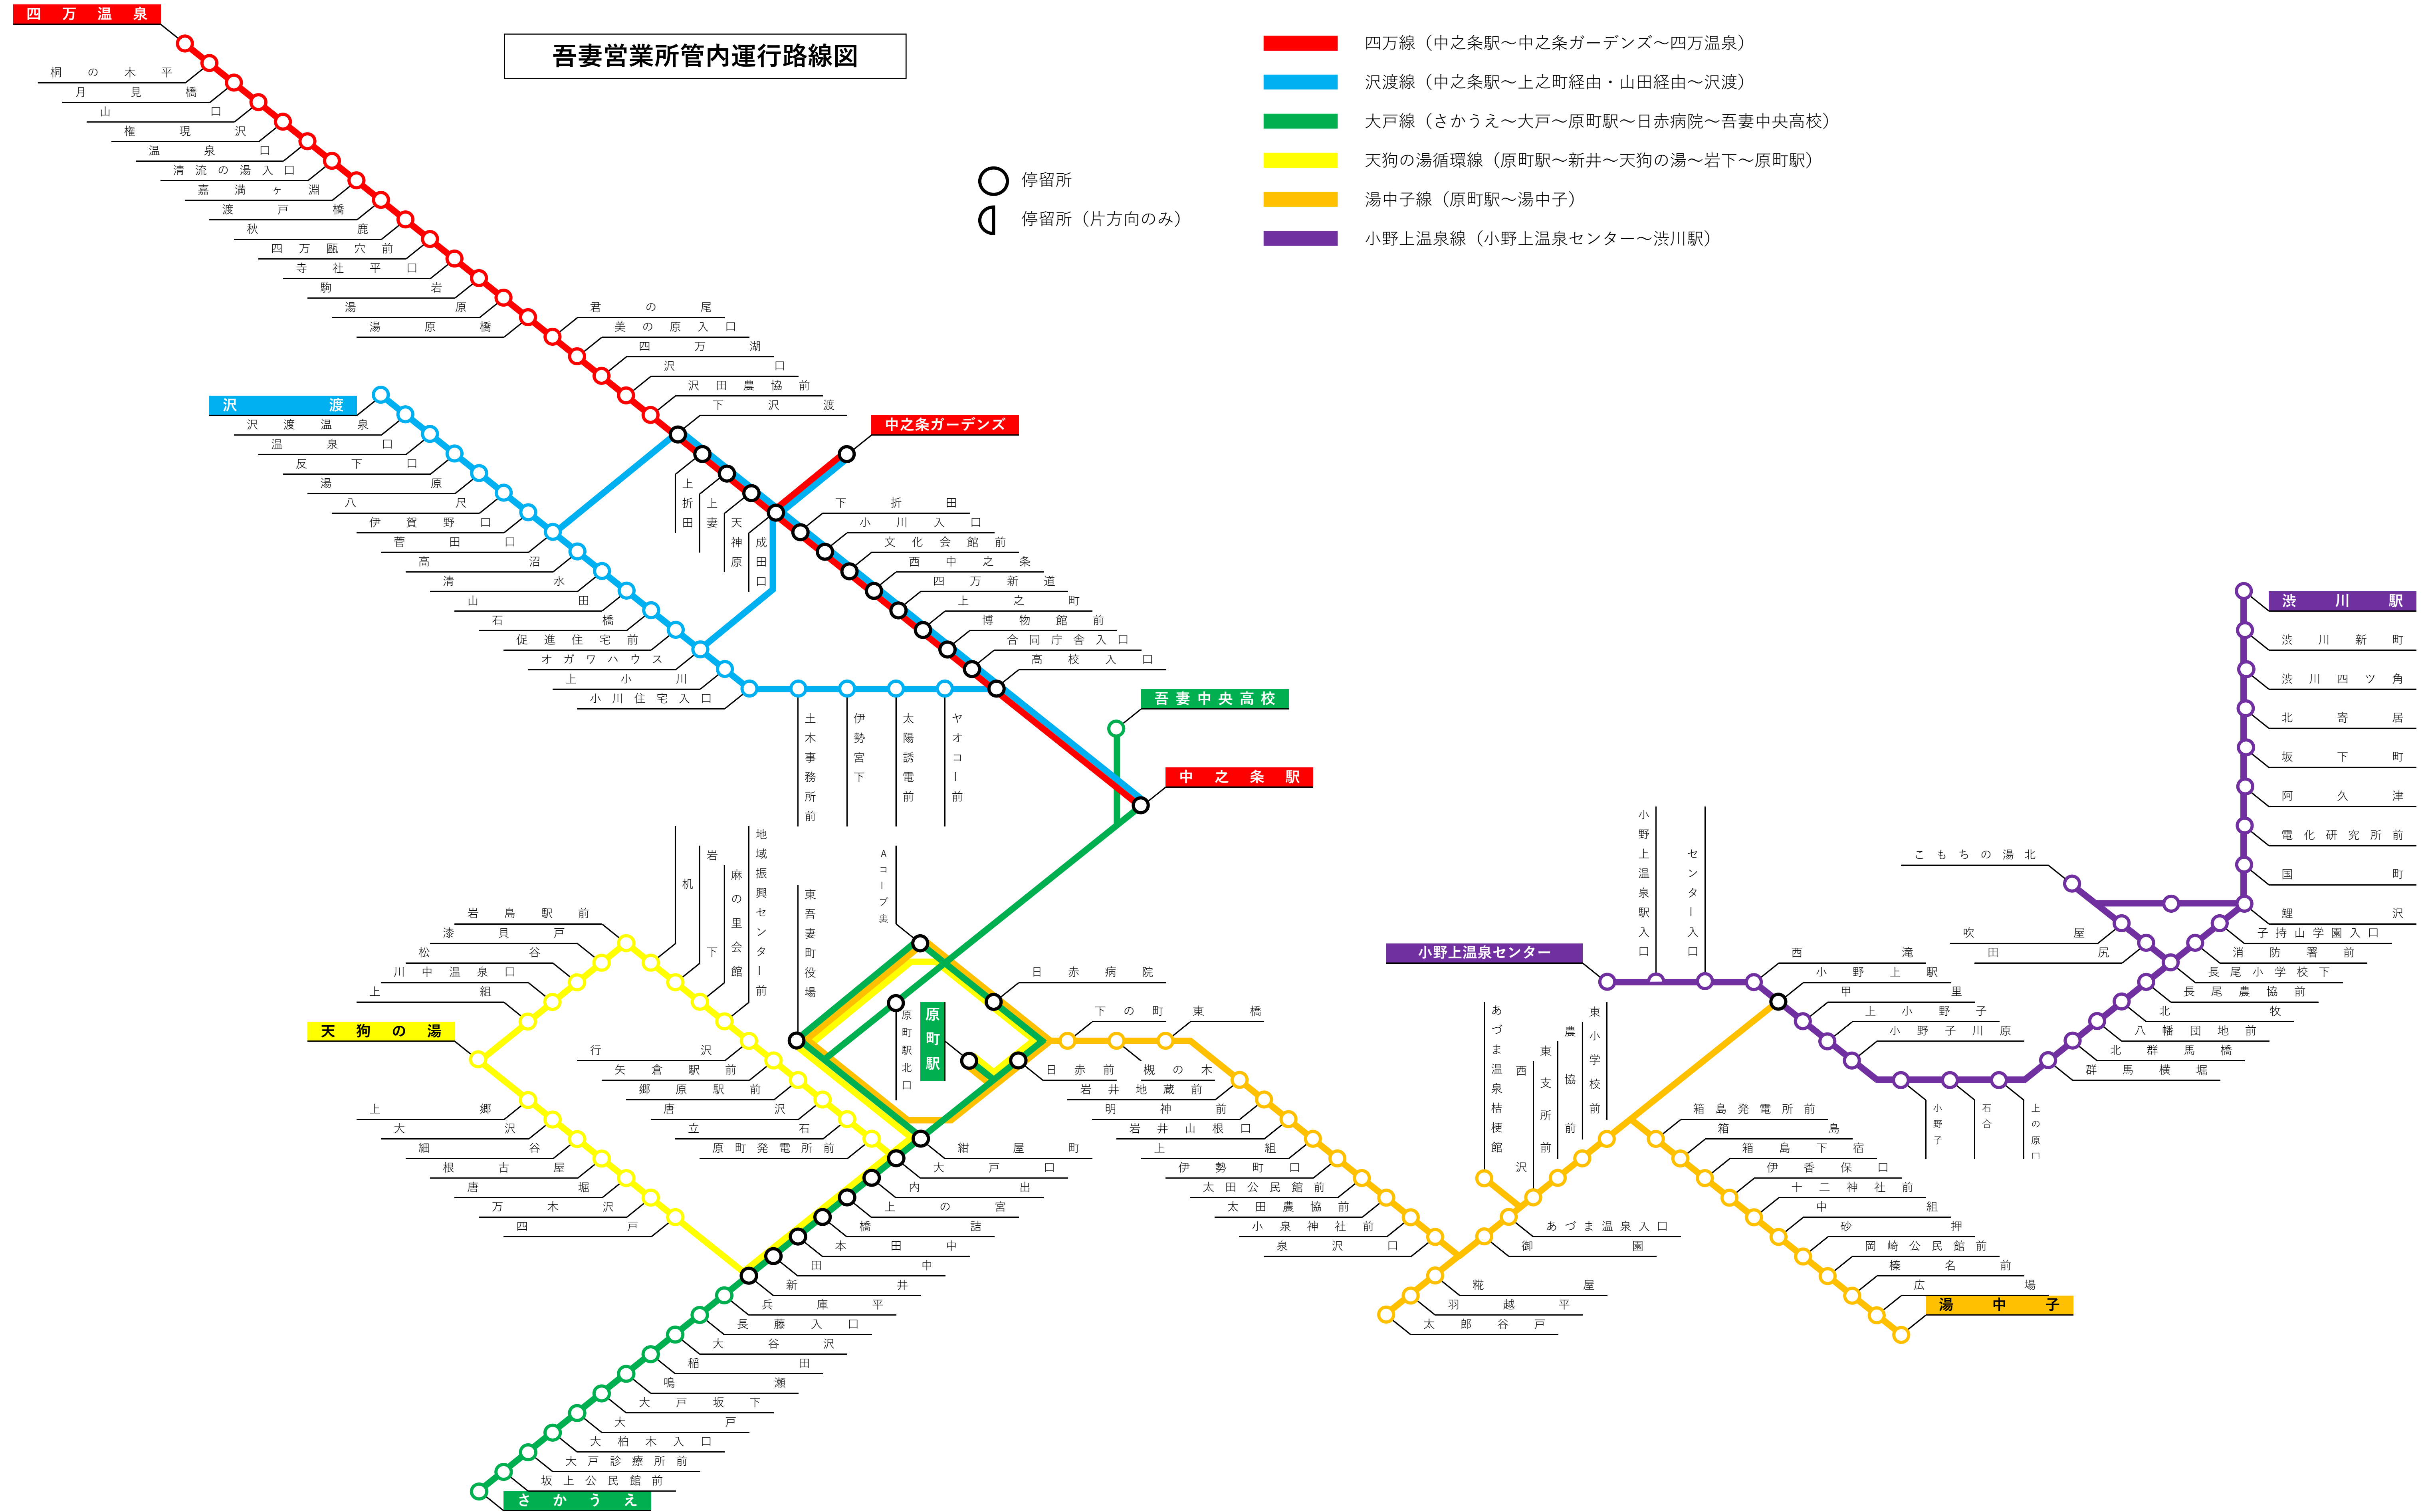 吾妻営業所管内運行路線図
四万線（中之条駅～中之条ガーデンズ～四万温泉）
沢渡線（中之条駅～上之町経由・山田経由～沢渡）
大戸線（さかうえ～大戸～原町駅～日赤病院～吾妻中央高校）
天狗の湯循環線（原町駅～新井～天狗の湯～岩下～原町駅）
湯中子線（原町駅～湯中子）
小野上温泉線（小野上温泉センター～渋川駅）
停留所
停留所（片方向のみ）
四万温泉
桐の木平
月見橋
山口
権現沢
温泉口
清流の湯入口
嘉満ヶ淵
渡戸橋
秋鹿
四万甌穴前
寺社平口
駒岩
湯原
湯原橋
君の尾
美の原入口
四万湖
沢口
沢田農協前
下沢渡
中之条ガーデンズ
上折田
上妻
天神原
成田口
下折田
小川入口
文化会館前
西中之条
四万新道
上之町
博物館前
合同庁舎入口
高校入口
沢渡
沢渡温泉
温泉口
反下口
湯原
八尺
伊賀野口
菅田口
高沼
清水
山田
石橋
促進住宅前
オガワハウス
上小川
小川住宅入口
土木事務所前
伊勢宮下
太陽誘電前
ヤオコー前
吾妻中央高校
中之条駅
机
岩下
麻の里会館
地域振興センター前
東吾妻町役場
Aコープ裏
岩島駅前
漆貝戸
松谷
川中温泉口
上組
天狗の湯
行沢
矢倉駅前
郷原駅前
唐沢
立石
原町発電所前
上郷
大沢
細谷
根古屋
唐堀
万木沢
四戸
原町駅北口
原町駅
日赤病院
下の町
東橋
日赤前
槻の木
岩井地蔵前
明神前
岩井山根口
上組
伊勢町口
太田公民館前
太田農協前
小泉神社前
泉沢口
紺屋町
大戸口
内出
上の宮
橋詰
本田中
田中
新井
兵庫平
長藤入口
大谷沢
稲田
鳴瀬
大戸坂下
大戸
大柏木入口
大戸診療所前
坂上公民館前
さかうえ
あづま温泉桔梗館
西沢
東支所前
農協前
東小学校前
あづま温泉入口
御園
糀屋
羽越平
太郎谷戸
箱島発電所前
箱島
箱島下宿
伊香保口
十二神社前
中組
砂押
岡崎公民館前
榛名前
広場
湯中子
小野上温泉センター
小野上温泉駅入口
センター入口
西滝
小野上駅
甲里
上小野子
小野子川原
小野子
石合
上の原口
こもちの湯北
吹屋
田尻
渋川駅
渋川新町
渋川四ツ角
北寄居
坂下町
阿久津
電化研究所前
国町
鯉沢
子持山学園入口
消防署前
長尾小学校下
長尾農協前
北牧
八幡団地前
北群馬橋
群馬横堀